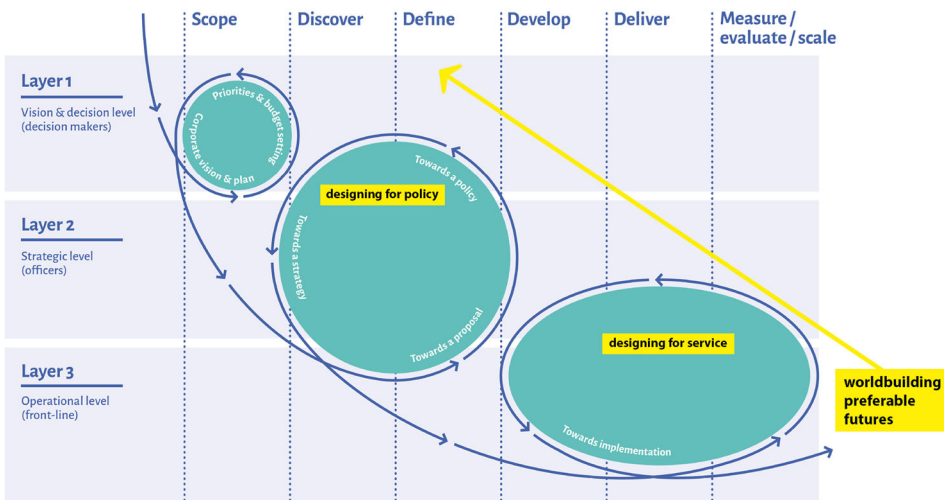 Scope
Discover
Define
Develop
Deliver
Measure /
evaluate / scale
Layer 1
Vision & decision level
(decision makers)
Priorities & budget setting
Corporate vision & plan
designing for policy
Towards a policy
Layer 2
Strategic level
(officers)
Towards a strategy
Towards a proposal
designing for service
Layer 3
Operational level
(front-line)
Towards implementation
worldbuilding
preferable
futures